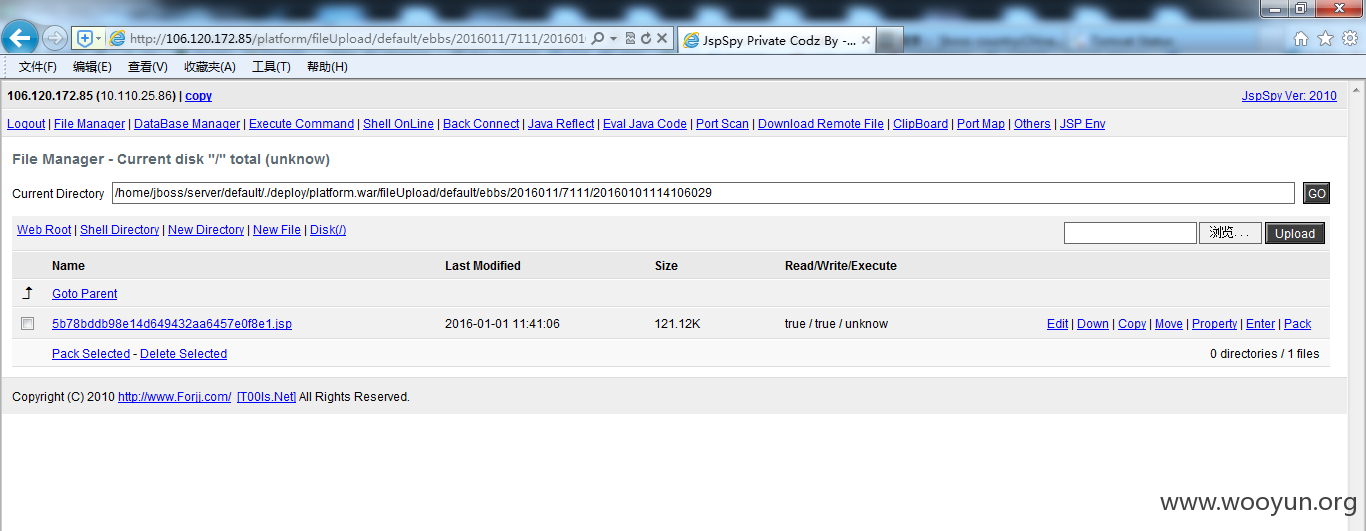 http://106.120.172.85/platform/fileUpload/default/ebbs/2016011/7111/20160
JspSpy Private Codz By -...
文件(F) 编辑(E) 查看(V) 收藏夹(A) 工具(T) 帮助(H)
106.120.172.85 (10.110.25.86) | copy
JspSpy Ver: 2010
Logout | File Manager | DataBase Manager | Execute Command | Shell OnLine | Back Connect | Java Reflect | Eval Java Code | Port Scan | Download Remote File | ClipBoard | Port Map | Others | JSP Env
File Manager - Current disk "/" total (unknow)
Current Directory /home/jboss/server/default/./deploy/platform.war/fileUpload/default/ebbs/2016011/7111/20160101114106029 GO
Web Root | Shell Directory | New Directory | New File | Disk(/) 浏览... Upload
Name Last Modified Size Read/Write/Execute
Goto Parent
5b78bddb98e14d649432aa6457e0f8e1.jsp 2016-01-01 11:41:06 121.12K true / true / unknow Edit | Down | Copy | Move | Property | Enter | Pack
Pack Selected - Delete Selected 0 directories / 1 files
Copyright (C) 2010 http://www.Forjj.com/ [T00ls.Net] All Rights Reserved.
www.wooyun.org